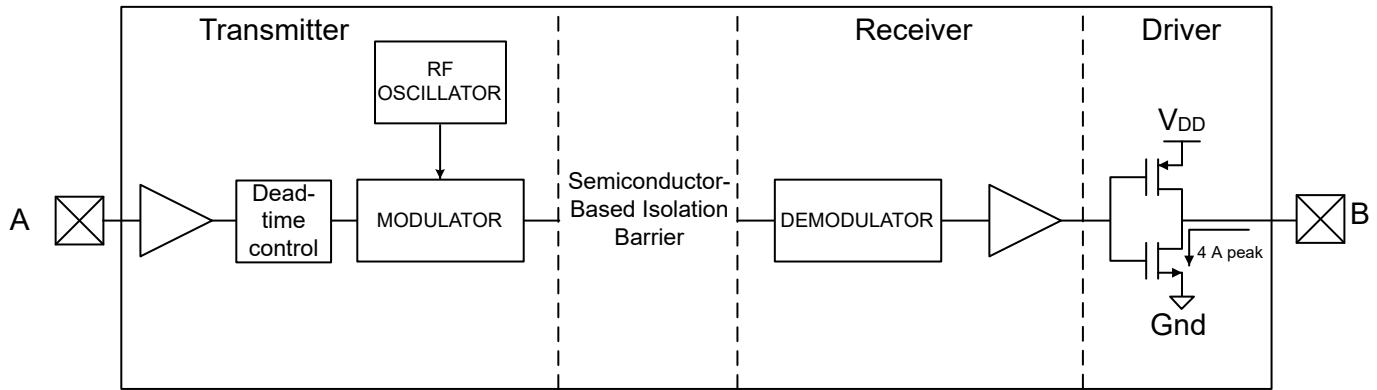 Transmitter
Receiver
Driver
RF
OSCILLATOR
VDD
A
Dead-
time
control
MODULATOR
Semiconductor-
Based Isolation
Barrier
DEMODULATOR
B
4 A peak
Gnd